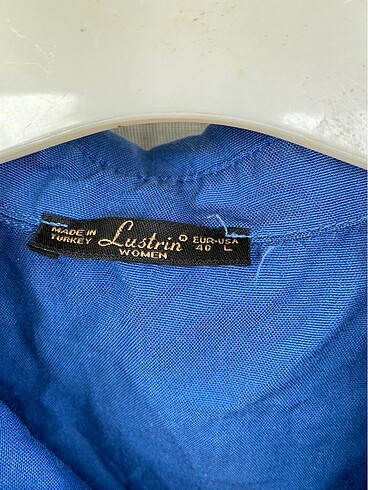 MADE IN
TURKEY
Lustrin ®
WOMEN
EUR-USA
40 L